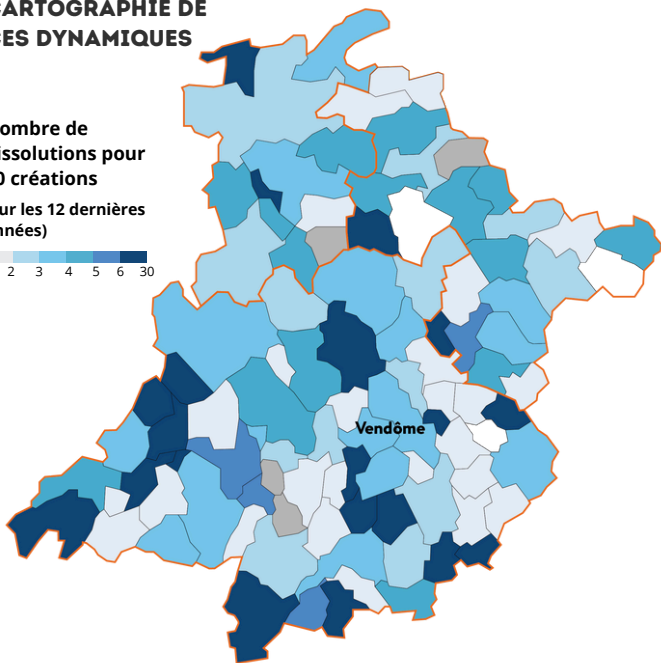 CARTOGRAPHIE DE
CES DYNAMIQUES
ombre de
issolutions pour
0 créations
ur les 12 dernières
nnées)
2 3 4 5 6 30
Vendôme